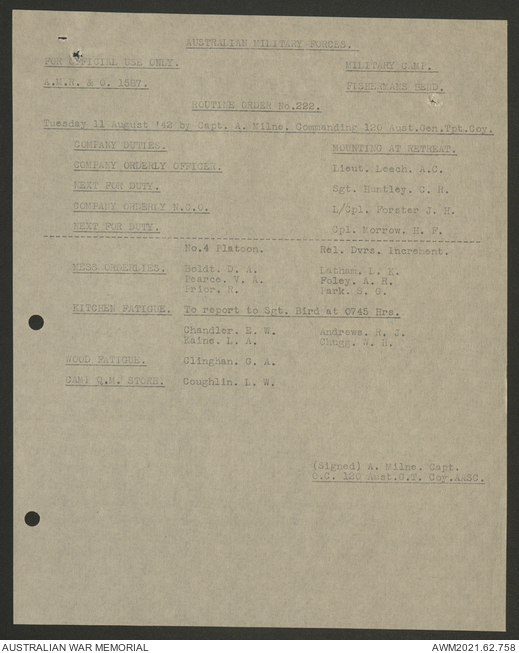 AUSTRALIAN MILITARY FORCES.
FOR OFFICIAL USE ONLY. MILITARY CAMP.
A.M.R. & O. 1587. FISHERMANS BEND.
ROUTINE ORDER No.222.
Tuesday 11 August '42 by Capt. A. Milne. Commanding 120 Aust.Gen.Tpt.Coy.
COMPANY DUTIES. MOUNTING AT RETREAT.
COMPANY ORDERLY OFFICER. Lieut. Leech. A.C.
NEXT FOR DUTY. Sgt. Huntley. C. R.
COMPANY ORDERLY N.C.O. L/Cpl. Forster J. H.
NEXT FOR DUTY. Cpl. Morrow. H. F.
No.4 Platoon. Rel. Dvrs. Increment.
MESS ORDERLIES. Boldt. D. A. Latham. L. K.
Pearce. V. A. Foley. A. R.
Prior. R. Park. S. G.
KITCHEN FATIGUE. To report to Sgt. Bird at 0745 Hrs.
Chandler. E. W. Andrews. R. J.
Kaine. L. A. Chugg. W. H.
WOOD FATIGUE. Clinghan. G. A.
CAMP Q.M. STORE. Coughlin. L. W.
(Signed) A. Milne. Capt.
O.C. 120 Aust.G.T. Coy.AASC.
AUSTRALIAN WAR MEMORIAL AWM2021.62.758